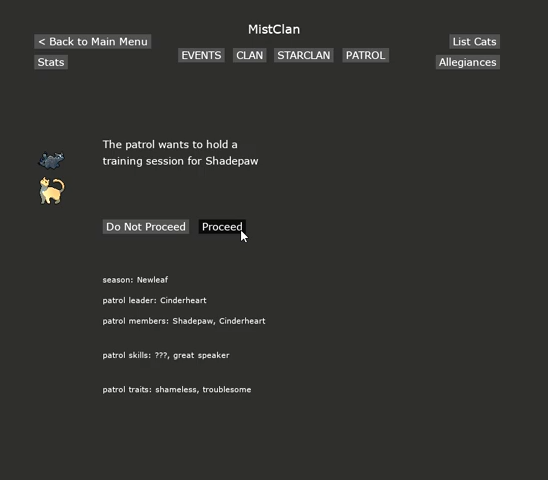 MistClan
< Back to Main Menu
List Cats
EVENTS CLAN STARCLAN PATROL
Stats
Allegiances
The patrol wants to hold a
training session for Shadepaw
Do Not Proceed Proceed
season: Newleaf
patrol leader: Cinderheart
patrol members: Shadepaw, Cinderheart
patrol skills: ???, great speaker
patrol traits: shameless, troublesome